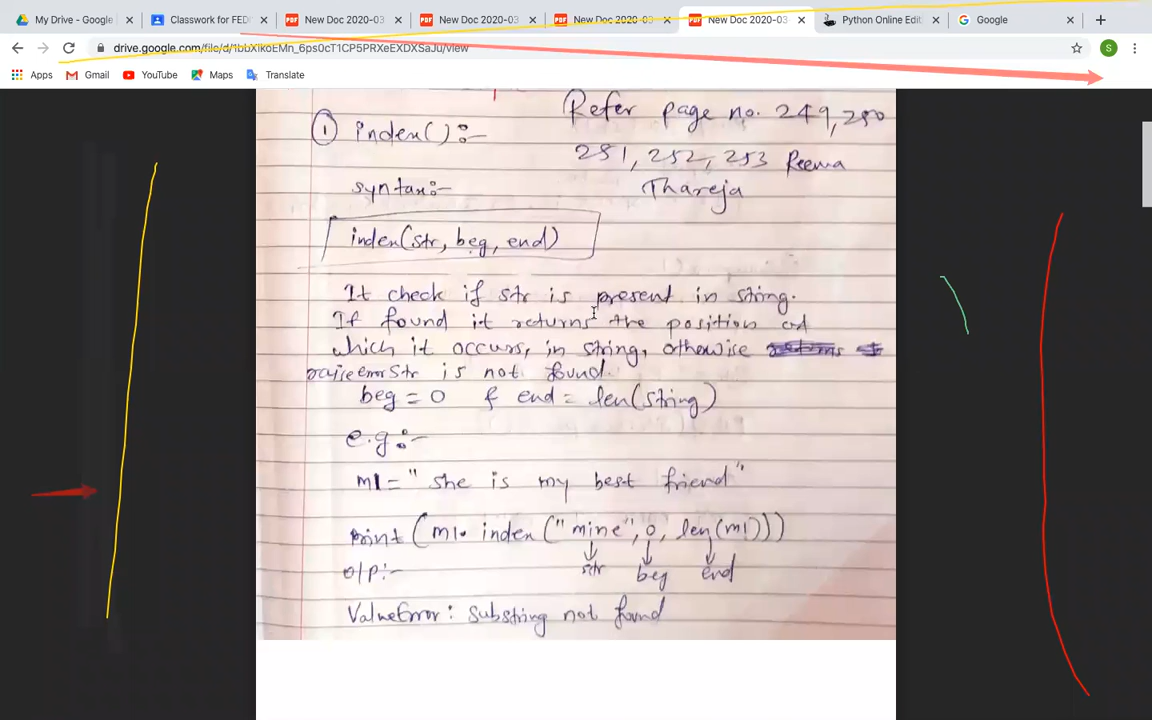 My Drive - Google
Classwork for FED
New Doc 2020-03
New Doc 2020-03
New Doc 2020-03
New Doc 2020-03
Python Online Edit
Google
drive.google.com/file/d/1bbXikoEMn_6ps0cT1CP5PRXeEXDXSaJu/view
S
Apps
Gmail
YouTube
Maps
Translate
Refer page no. 249, 250
① index():-
251, 252, 253 Reema
syntax:-
Thareja
index(str, beg, end)
It check if str is present in string.
If found it returns the position at
which it occurs, in string, otherwise
raise error str is not found.
beg = 0 & end = len(string)
e.g:-
m1 = " she is my best friend"
print (m1. index ("mine", 0, len(m1)))
str beg end
O/P:-
ValueError: Substring not found